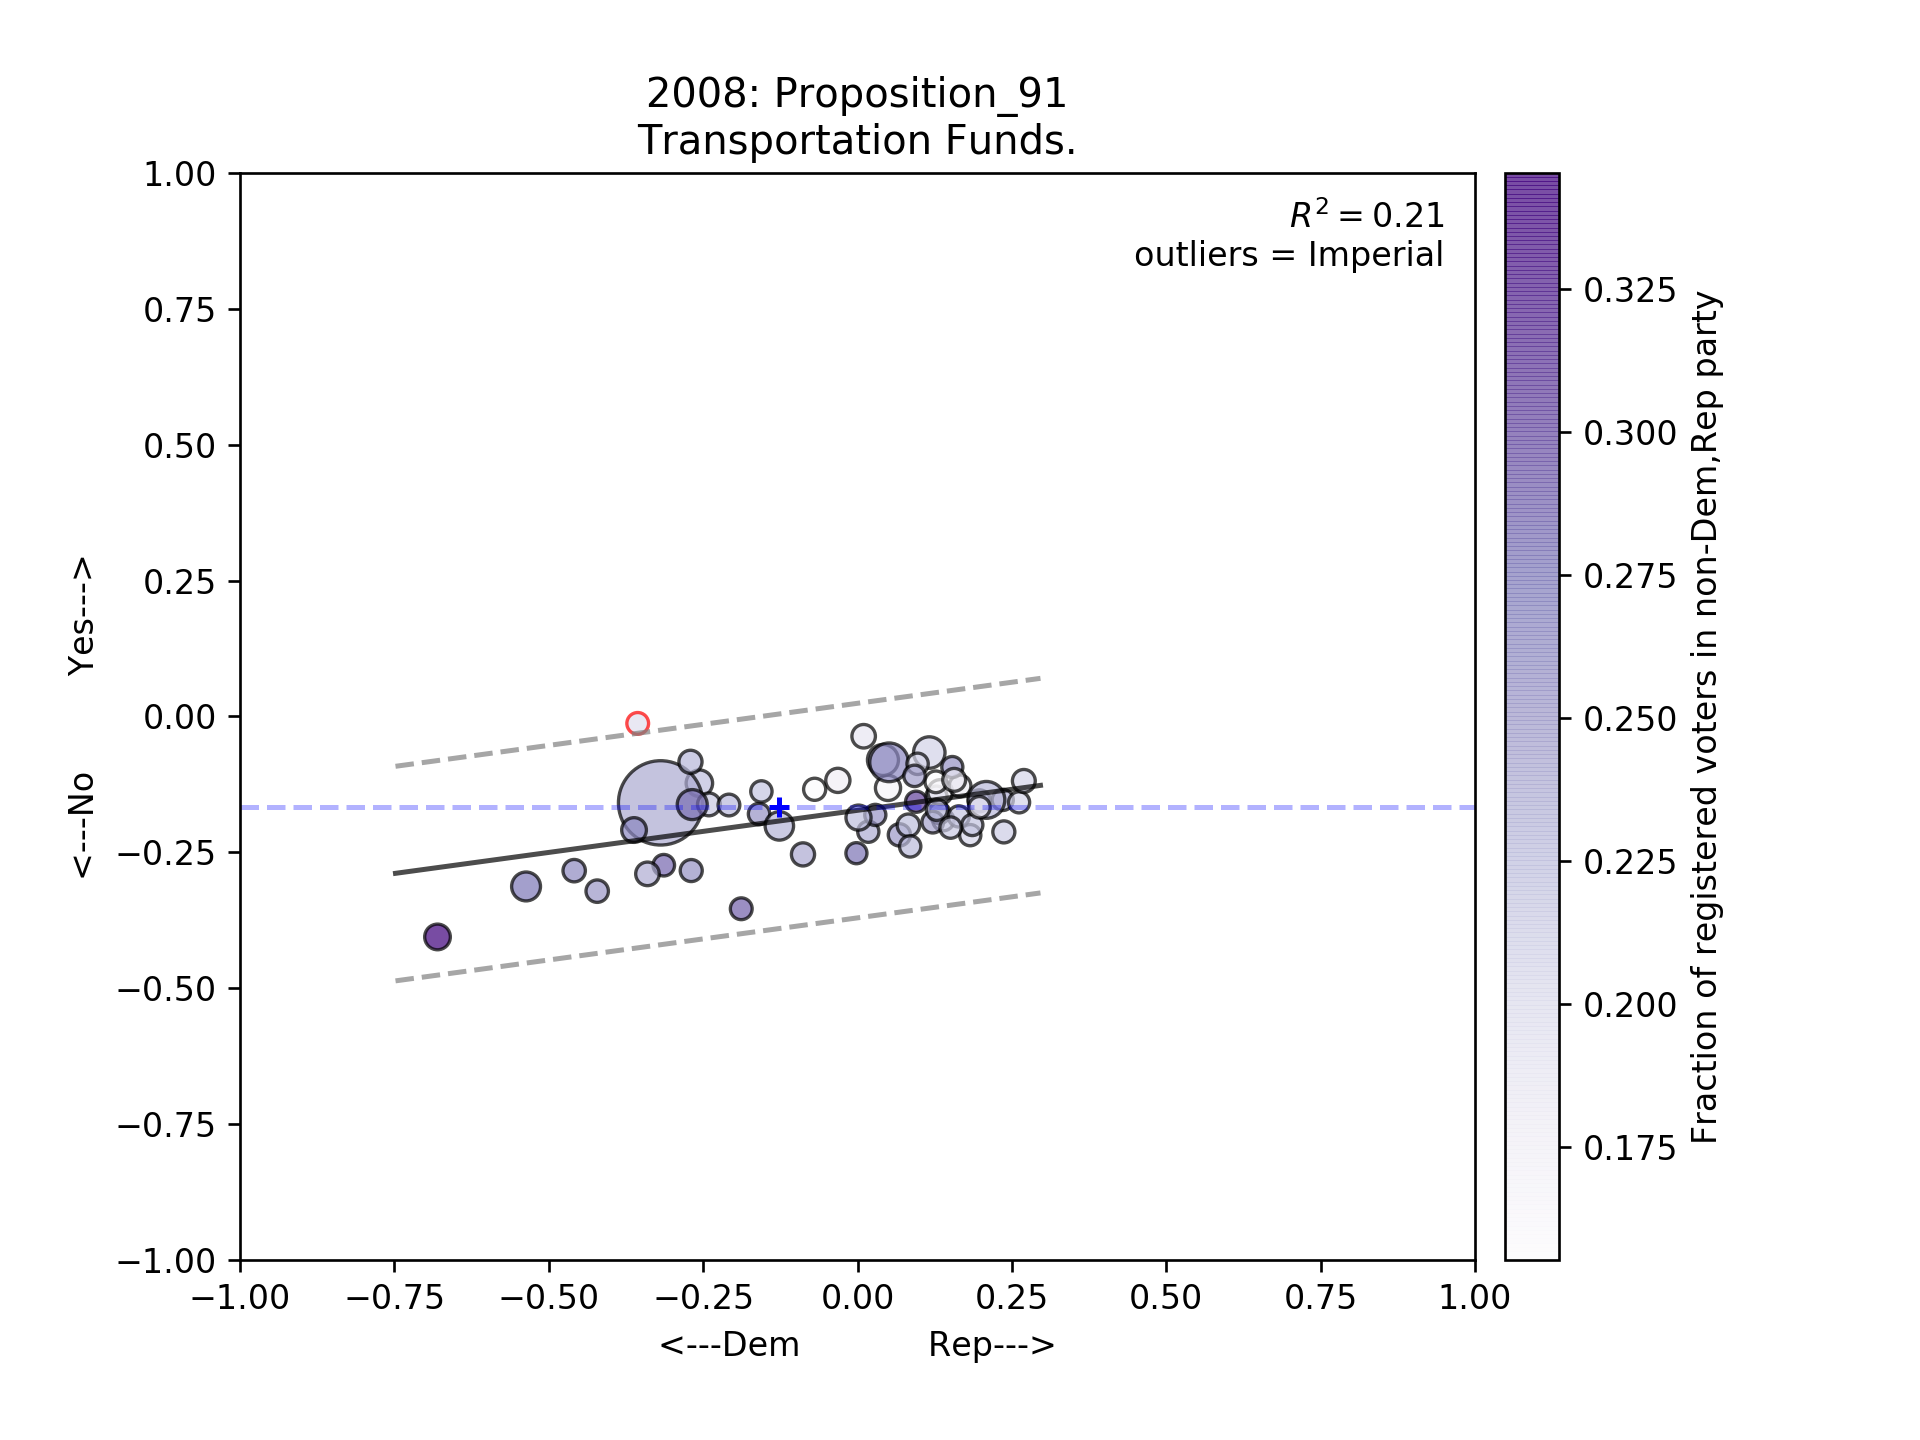 2008: Proposition_91
Transportation Funds.
R² = 0.21
outliers = Imperial
1.00
0.75
0.50
0.25
0.00
−0.25
−0.50
−0.75
−1.00
<---No Yes---->
−1.00 −0.75 −0.50 −0.25 0.00 0.25 0.50 0.75 1.00
<---Dem Rep--->
0.325
0.300
0.275
0.250
0.225
0.200
0.175
Fraction of registered voters in non-Dem,Rep party